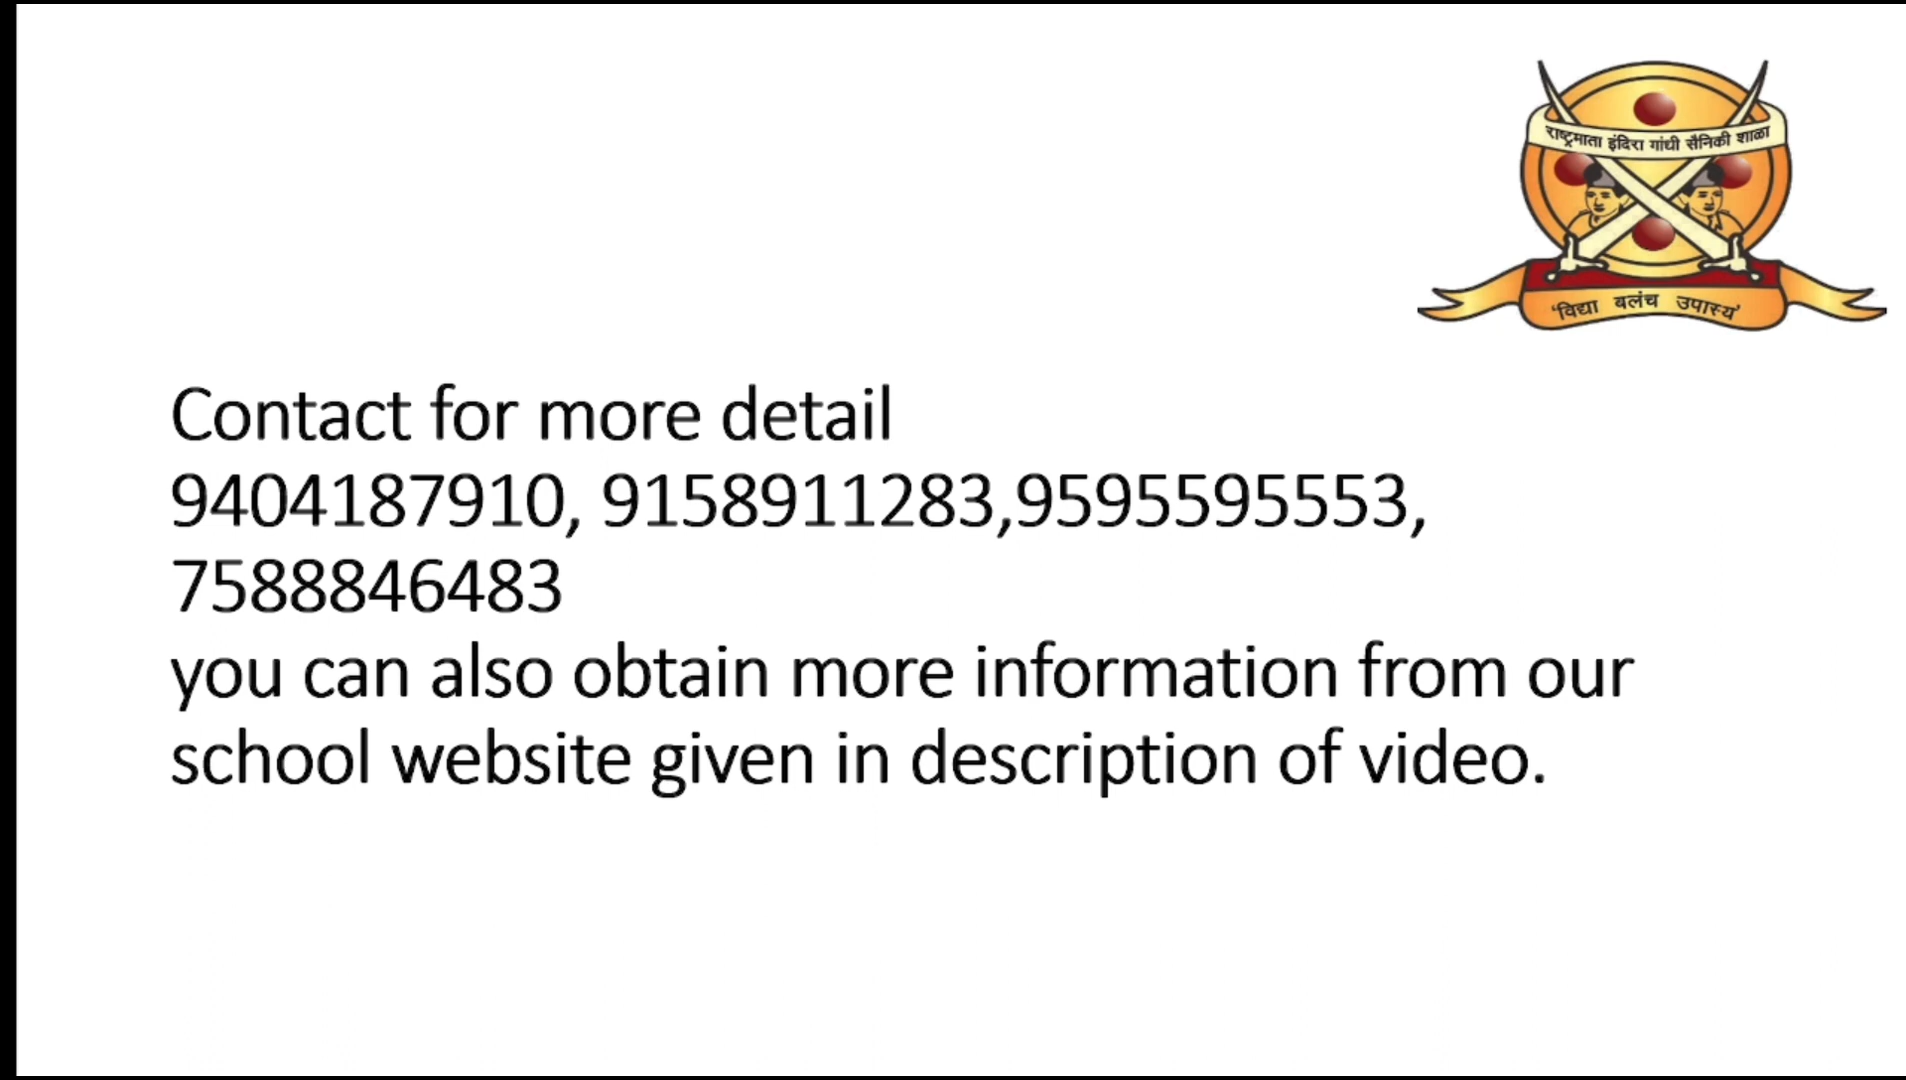 राष्ट्रमाता इंदिरा गांधी सैनिकी शाळा
'विद्या बलंच उपास्य'
Contact for more detail
9404187910, 9158911283,9595595553,
7588846483
you can also obtain more information from our
school website given in description of video.